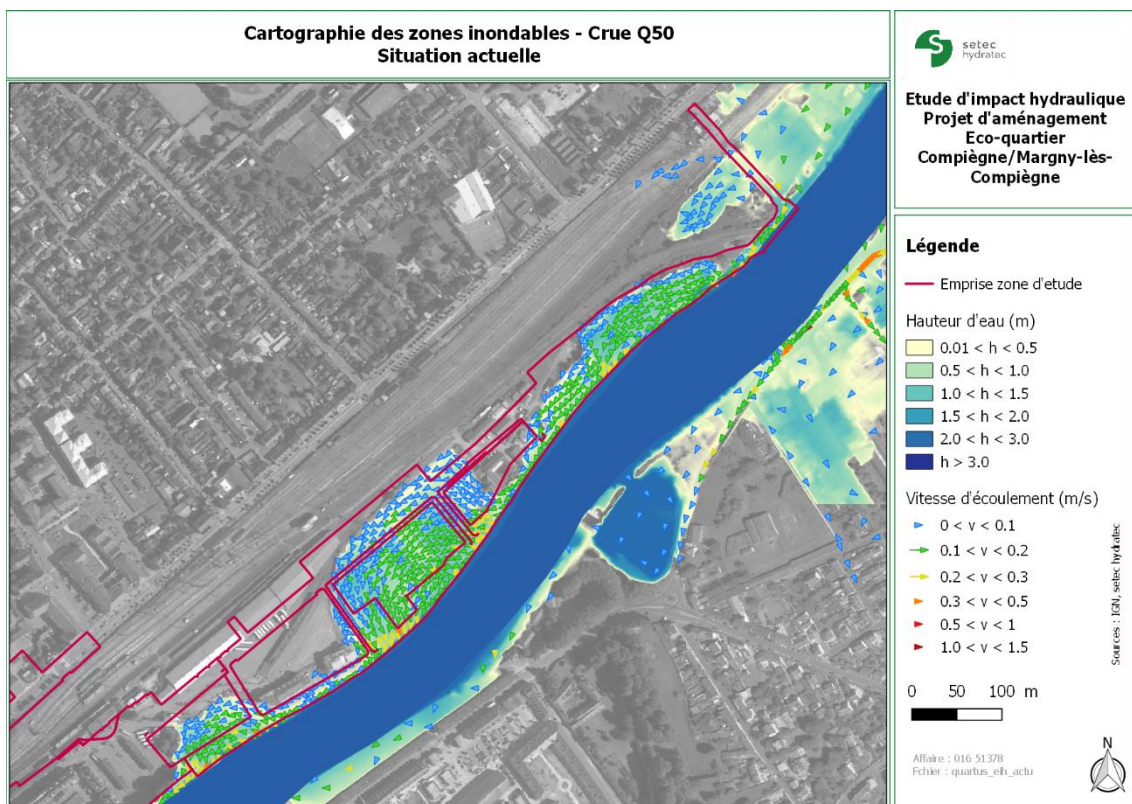 Cartographie des zones inondables - Crue Q50
Situation actuelle
setec
hydratec
Etude d'impact hydraulique
Projet d'aménagement
Eco-quartier
Compiègne/Margny-lès-
Compiègne
Légende
Emprise zone d'etude
Hauteur d'eau (m)
0.01 < h < 0.5
0.5 < h < 1.0
1.0 < h < 1.5
1.5 < h < 2.0
2.0 < h < 3.0
h > 3.0
Vitesse d'écoulement (m/s)
0 < v < 0.1
0.1 < v < 0.2
0.2 < v < 0.3
0.3 < v < 0.5
0.5 < v < 1
1.0 < v < 1.5
Sources : IGN, setec hydratec
0 50 100 m
Affaire : 016 51378
Fchier : quartus_eih_actu
N